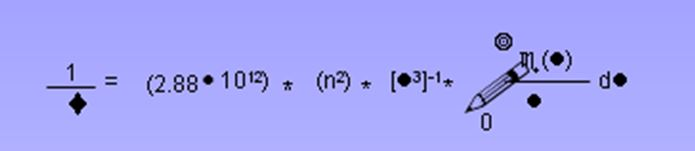 1/♦ = (2.88●10¹²) * (n²) * [●³]⁻¹* ✏ ◎ 0 ♏(●)/● d●